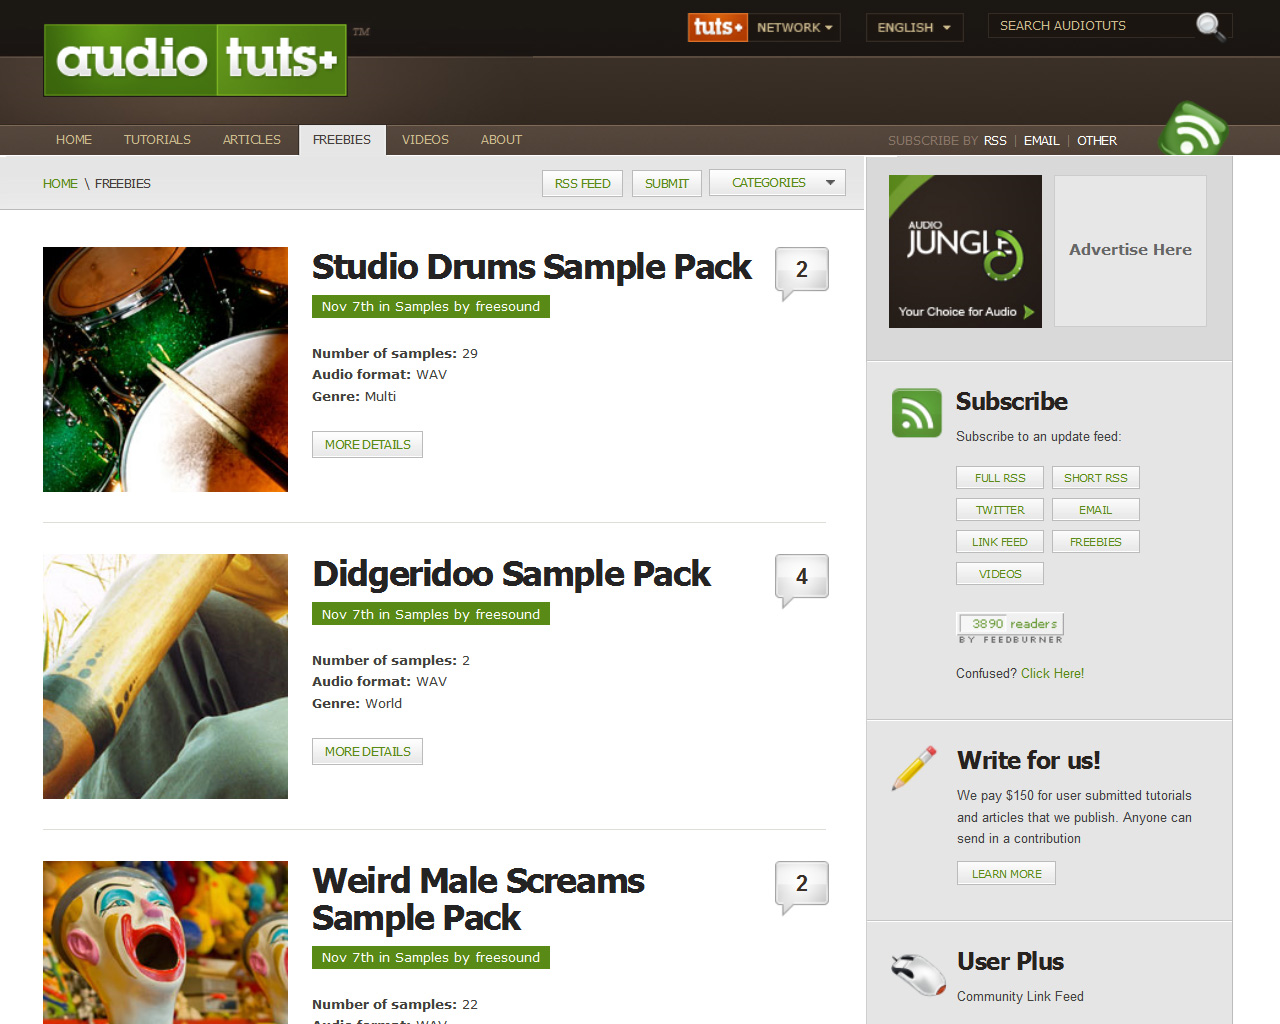 audio tuts+ TM
tuts+ NETWORK
ENGLISH
SEARCH AUDIOTUTS
HOME TUTORIALS ARTICLES FREEBIES VIDEOS ABOUT
SUBSCRIBE BY RSS | EMAIL | OTHER
HOME \ FREEBIES
RSS FEED SUBMIT CATEGORIES
Studio Drums Sample Pack
2
Nov 7th in Samples by freesound
Number of samples: 29
Audio format: WAV
Genre: Multi
MORE DETAILS
Didgeridoo Sample Pack
4
Nov 7th in Samples by freesound
Number of samples: 2
Audio format: WAV
Genre: World
MORE DETAILS
Weird Male Screams
Sample Pack
2
Nov 7th in Samples by freesound
Number of samples: 22
Audio format: WAV
AUDIO
JUNGLE
Your Choice for Audio
Advertise Here
Subscribe
Subscribe to an update feed:
FULL RSS SHORT RSS
TWITTER EMAIL
LINK FEED FREEBIES
VIDEOS
3890 readers
BY FEEDBURNER
Confused? Click Here!
Write for us!
We pay $150 for user submitted tutorials
and articles that we publish. Anyone can
send in a contribution
LEARN MORE
User Plus
Community Link Feed